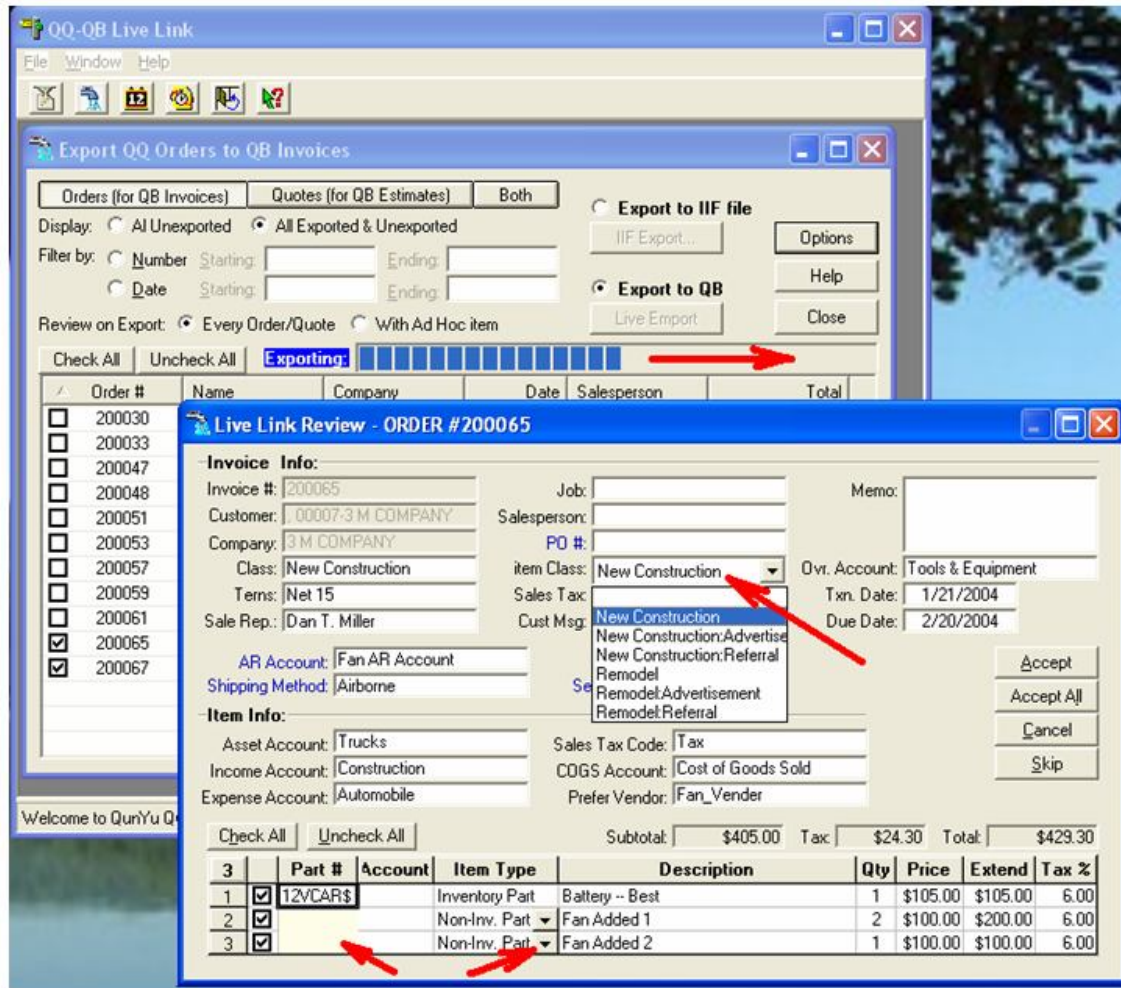 QQ-QB Live Link
File Window Help
12
Export QQ Orders to QB Invoices
Orders (for QB Invoices) Quotes (for QB Estimates) Both
Display: Al Unexported All Exported & Unexported
Filter by: Number Starting: Ending:
Date Starting: Ending:
Export to IIF file
IIF Export...
Export to QB
Live Emport
Options
Help
Close
Review on Export: Every Order/Quote With Ad Hoc item
Check All Uncheck All Exporting:
Order # Name Company Date Salesperson Total
200030
200033
200047
200048
200051
200053
200057
200059
200061
200065
200067
Welcome to QunYu
Live Link Review - ORDER #200065
Invoice Info:
Invoice #: 200065 Job: Memo:
Customer: , 00007-3 M COMPANY Salesperson:
Company: 3 M COMPANY PO #:
Class: New Construction item Class: New Construction Ovr. Account: Tools & Equipment
Terns: Net 15 Sales Tax: Txn. Date: 1/21/2004
Sale Rep.: Dan T. Miller Cust Msg: Due Date: 2/20/2004
New Construction
New Construction:Advertise
New Construction:Referral
Remodel
Remodel:Advertisement
Remodel:Referral
AR Account: Fan AR Account
Shipping Method: Airborne Se
Accept
Accept All
Cancel
Skip
Item Info:
Asset Account: Trucks Sales Tax Code: Tax
Income Account: Construction COGS Account: Cost of Goods Sold
Expense Account: Automobile Prefer Vendor: Fan_Vender
Check All Uncheck All Subtotal: $405.00 Tax: $24.30 Total: $429.30
3 Part # Account Item Type Description Qty Price Extend Tax %
1 12VCAR$ Inventory Part Battery -- Best 1 $105.00 $105.00 6.00
2 Non-Inv. Part Fan Added 1 2 $100.00 $200.00 6.00
3 Non-Inv. Part Fan Added 2 1 $100.00 $100.00 6.00